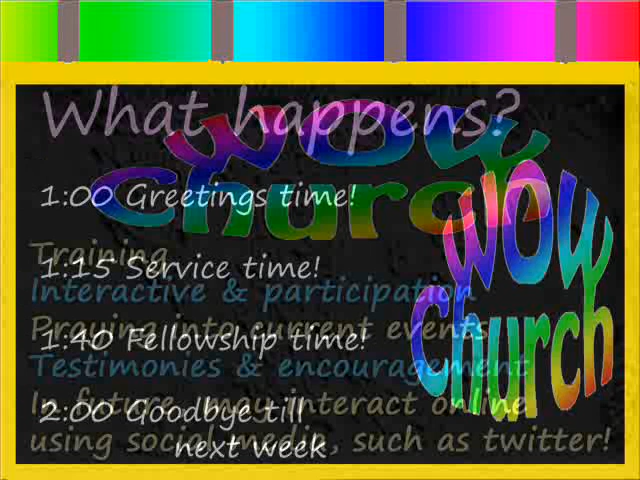 What happens?
wow
church
1:00 Greetings time!
wow
church
Training
1:15 Service time!
Interactive & participation
Praying into current events
1:40 Fellowship time!
Testimonies & encouragement
In future, may interact online
2:00 Goodbye till
next week
using social media, such as twitter!